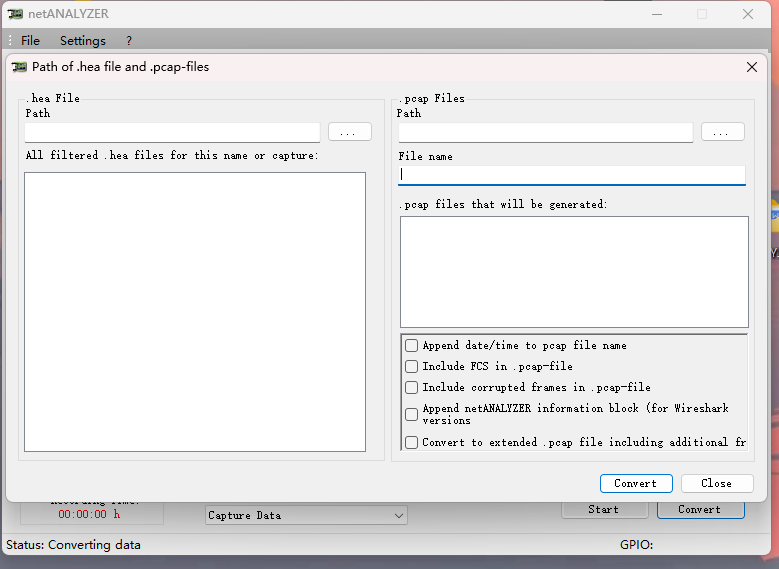 netANALYZER
File Settings ?
Path of .hea file and .pcap-files
.hea File
Path
...
All filtered .hea files for this name or capture:
.pcap Files
Path
...
File name
.pcap files that will be generated:
Append date/time to pcap file name
Include FCS in .pcap-file
Include corrupted frames in .pcap-file
Append netANALYZER information block (for Wireshark
versions
Convert to extended .pcap file including additional fr
Convert Close
00:00:00 h
Capture Data
Start Convert
Status: Converting data
GPIO: